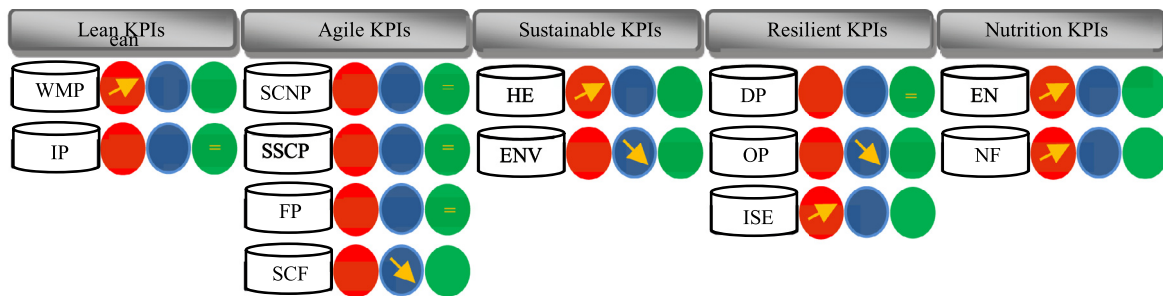 Lean KPIs
ean
Agile KPIs
Sustainable KPIs
Resilient KPIs
Nutrition KPIs
WMP
SCNP
=
HE
DP
=
EN
IP
=
SSCP
=
ENV
OP
NF
FP
=
ISE
SCF